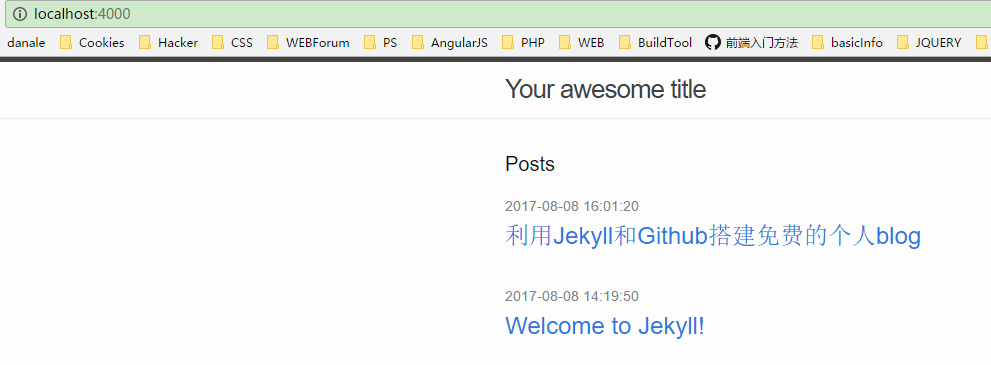 localhost:4000
danale Cookies Hacker CSS WEBForum PS AngularJS PHP WEB BuildTool 前端入门方法 basicInfo JQUERY
Your awesome title
Posts
2017-08-08 16:01:20
利用Jekyll和Github搭建免费的个人blog
2017-08-08 14:19:50
Welcome to Jekyll!